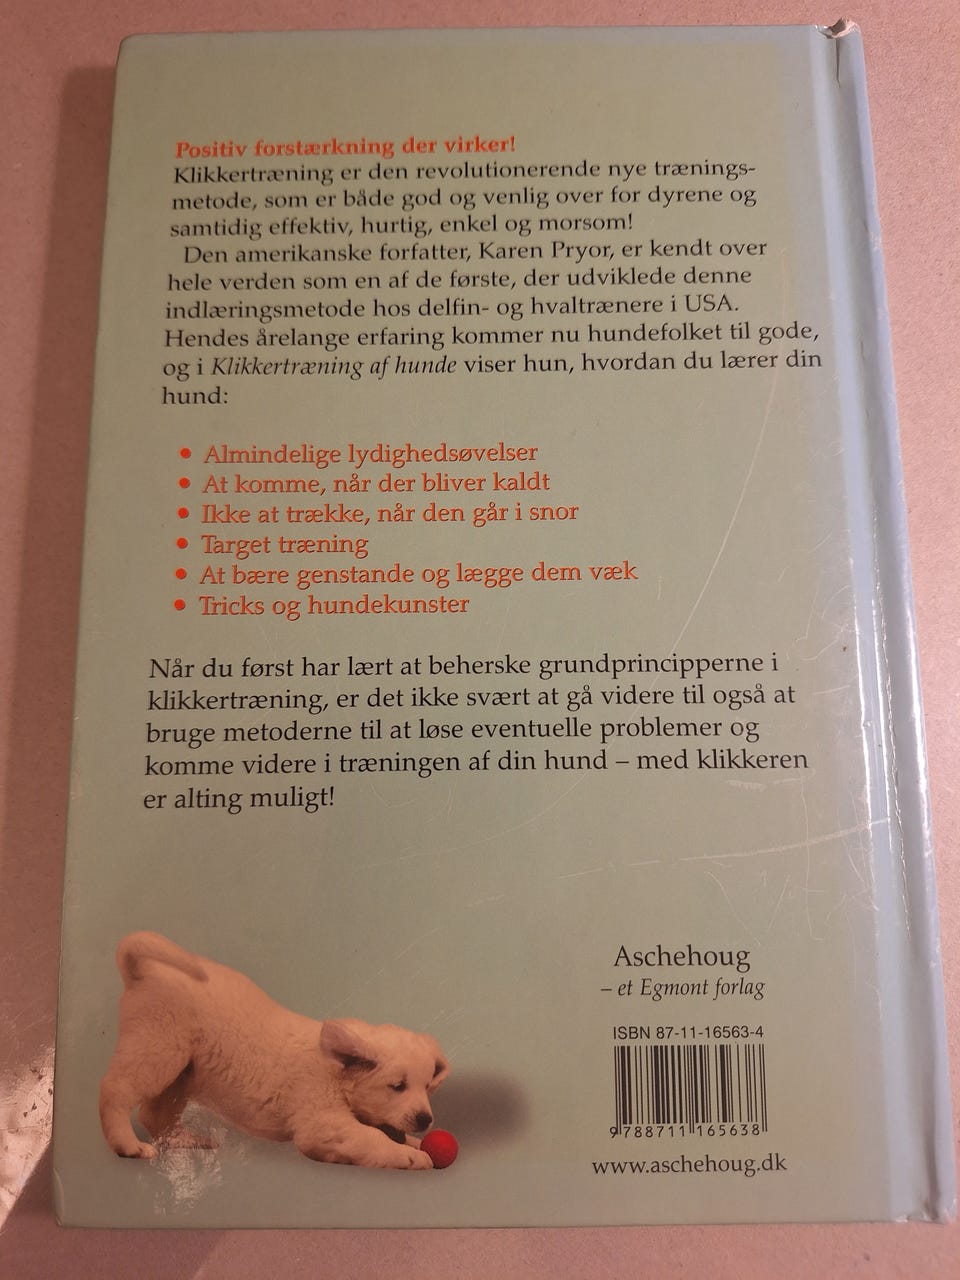 Positiv forstærkning der virker!
Klikkertræning er den revolutionerende nye trænings-
metode, som er både god og venlig over for dyrene og
samtidig effektiv, hurtig, enkel og morsom!
Den amerikanske forfatter, Karen Pryor, er kendt over
hele verden som en af de første, der udviklede denne
indlæringsmetode hos delfin- og hvaltrænere i USA.
Hendes årelange erfaring kommer nu hundefolket til gode,
og i Klikkertræning af hunde viser hun, hvordan du lærer din
hund:
• Almindelige lydighedsøvelser
• At komme, når der bliver kaldt
• Ikke at trække, når den går i snor
• Target træning
• At bære genstande og lægge dem væk
• Tricks og hundekunster
Når du først har lært at beherske grundprincipperne i
klikkertræning, er det ikke svært at gå videre til også at
bruge metoderne til at løse eventuelle problemer og
komme videre i træningen af din hund – med klikkeren
er alting muligt!
Aschehoug
– et Egmont forlag
ISBN 87-11-16563-4
9 788711 165638
www.aschehoug.dk